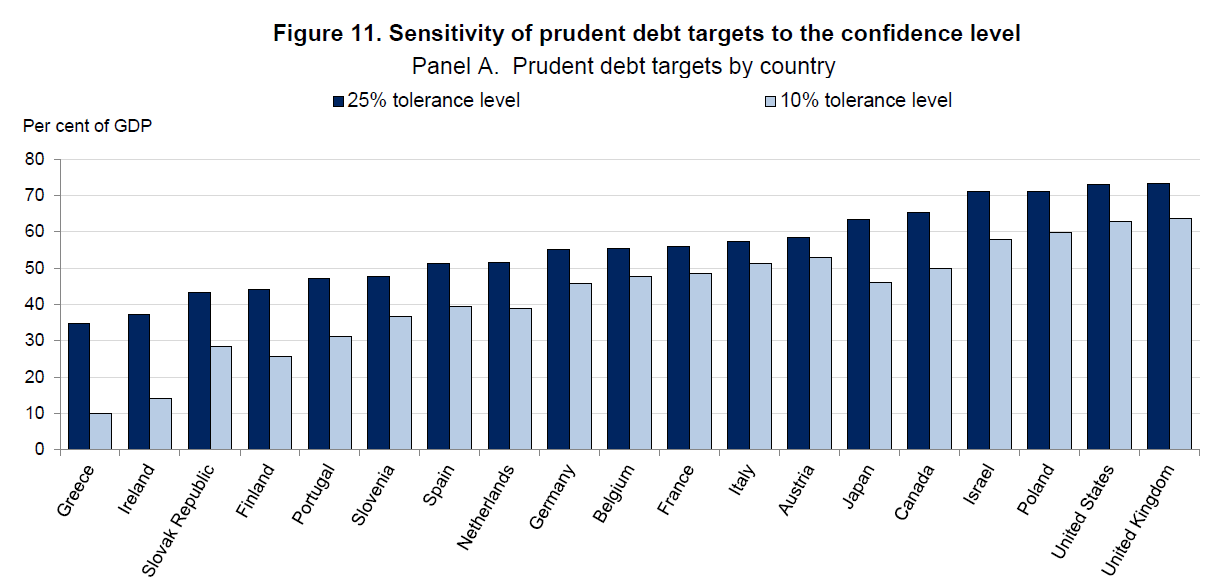 Figure 11. Sensitivity of prudent debt targets to the confidence level
Panel A.  Prudent debt targets by country
25% tolerance level 10% tolerance level
Per cent of GDP
80
70
60
50
40
30
20
10
0
Greece
Ireland
Slovak Republic
Finland
Portugal
Slovenia
Spain
Netherlands
Germany
Belgium
France
Italy
Austria
Japan
Canada
Israel
Poland
United States
United Kingdom